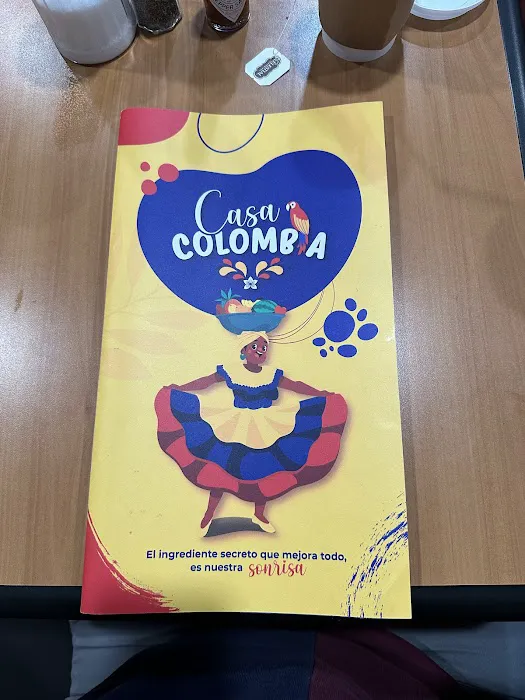 Casa
COLOMBIA
El ingrediente secreto que mejora todo,
es nuestra sonrisa